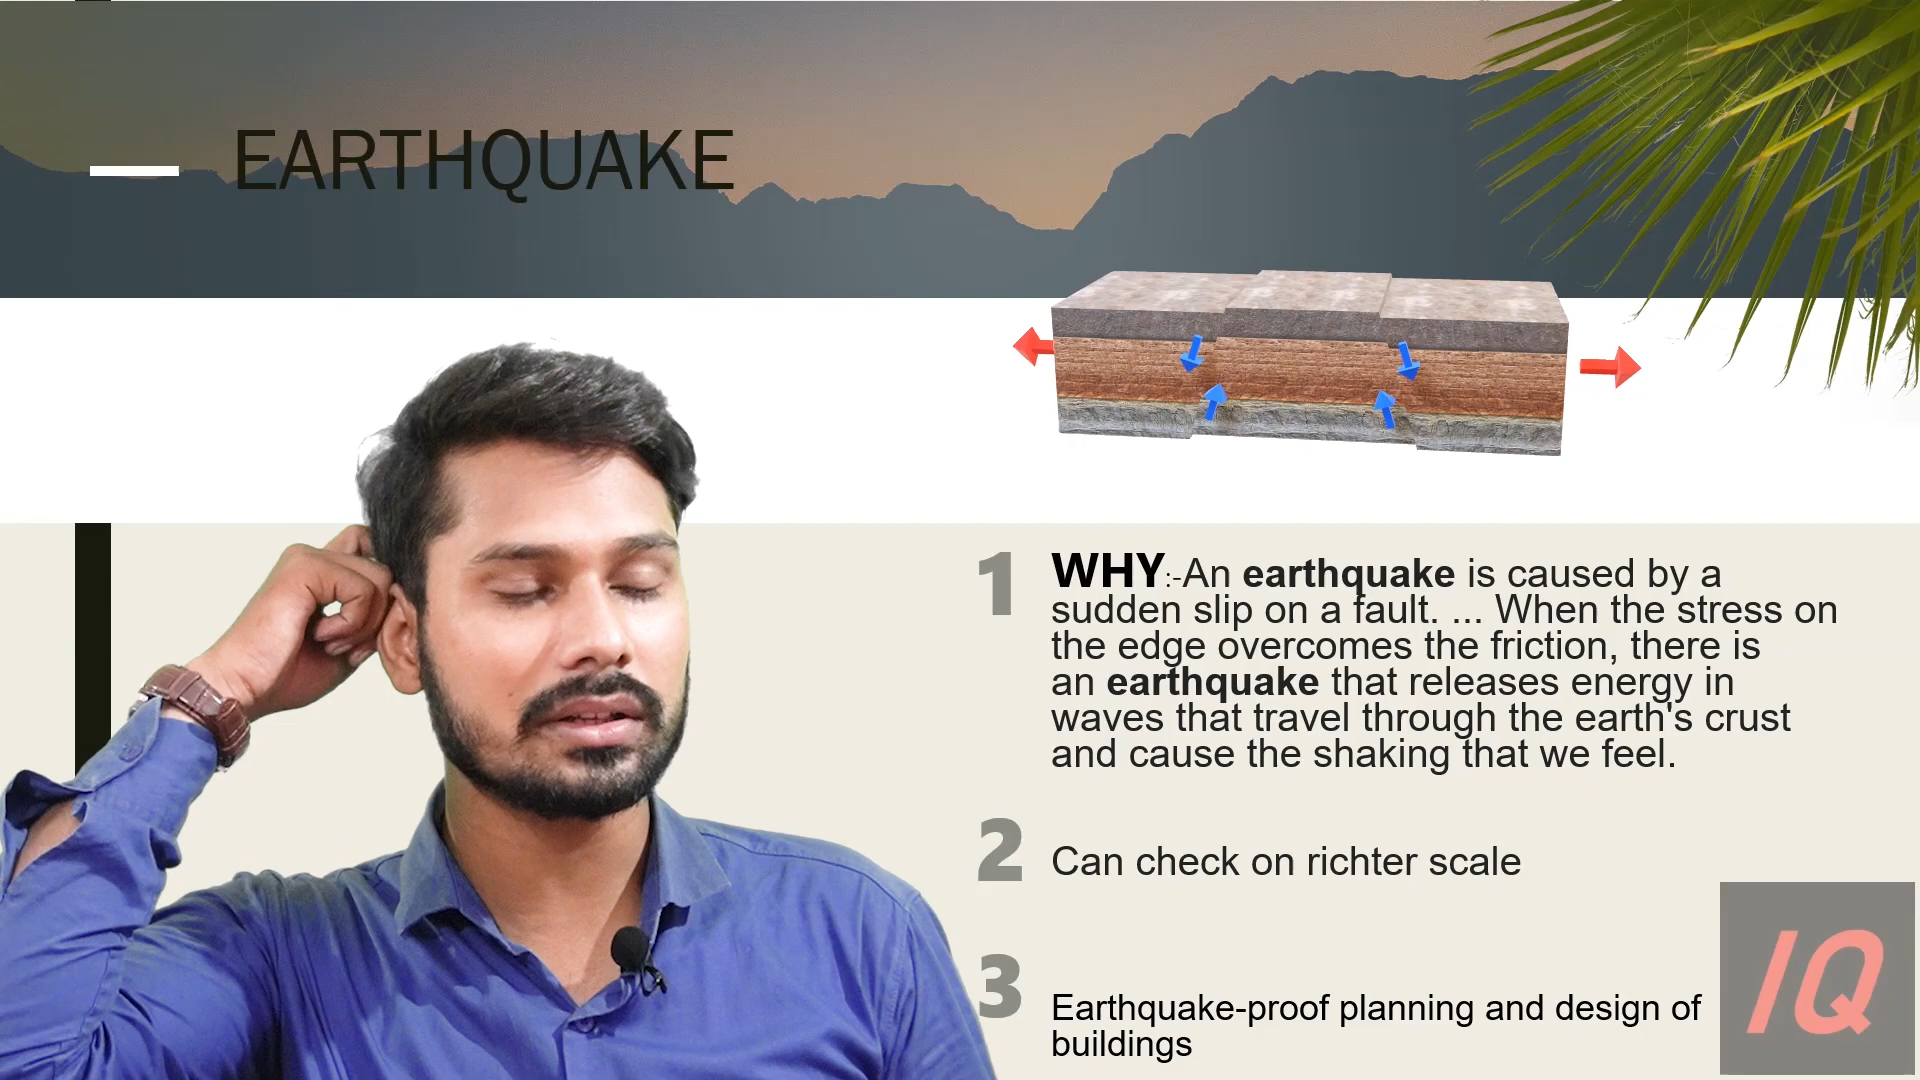 EARTHQUAKE
1
WHY:-An earthquake is caused by a
sudden slip on a fault. ... When the stress on
the edge overcomes the friction, there is
an earthquake that releases energy in
waves that travel through the earth's crust
and cause the shaking that we feel.
2
Can check on richter scale
3
Earthquake-proof planning and design of
buildings
IQ